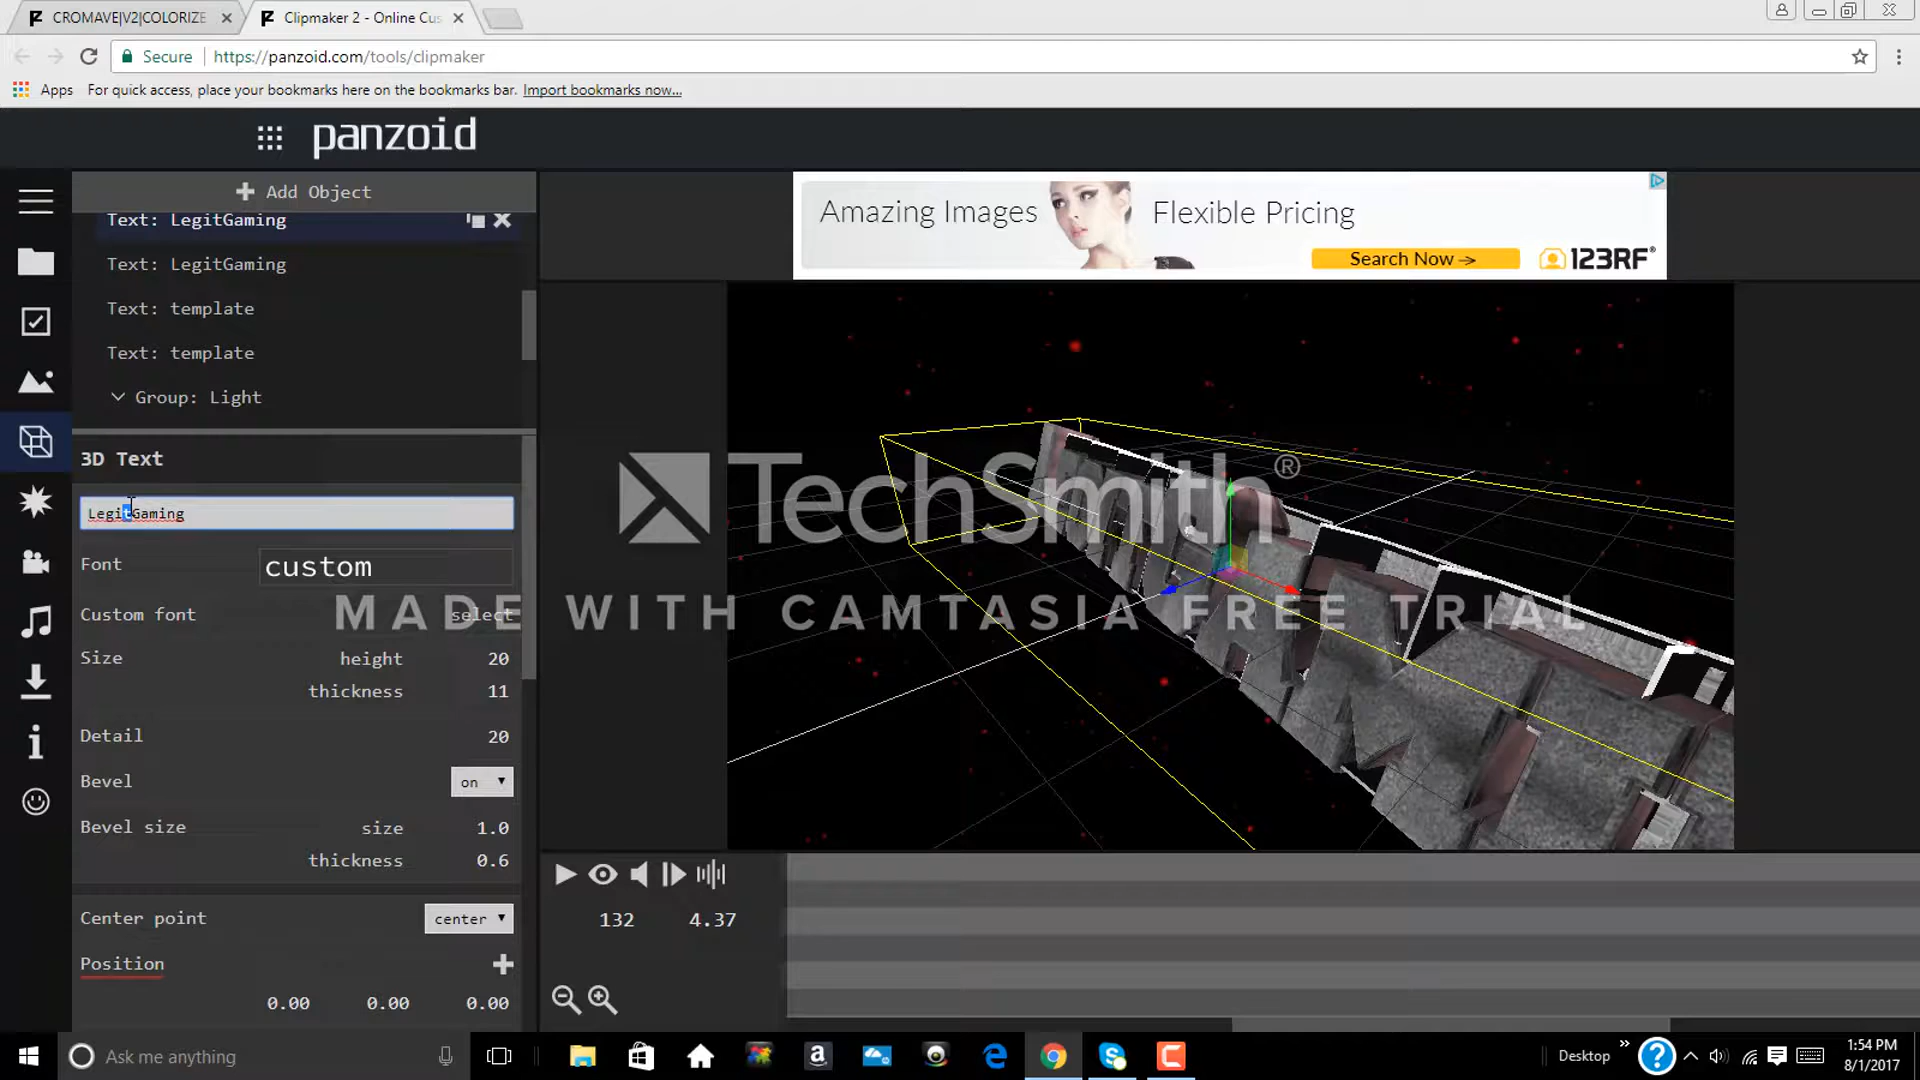 CROMAVE|V2|COLORIZE
Clipmaker 2 - Online Cus
Secure
https://panzoid.com/tools/clipmaker
Apps
For quick access, place your bookmarks here on the bookmarks bar. Import bookmarks now...
panzoid
Add Object
Text: LegitGaming
Text: LegitGaming
Text: template
Text: template
Group: Light
3D Text
LegitGaming
Font custom
Custom font select
Size height 20
thickness 11
Detail 20
Bevel on
Bevel size size 1.0
thickness 0.6
Center point center
Position
0.00 0.00 0.00
Amazing Images
Flexible Pricing
Search Now
123RF®
TechSmith®
MADE WITH CAMTASIA FREE TRIAL
132 4.37
Ask me anything
Desktop
1:54 PM
8/1/2017